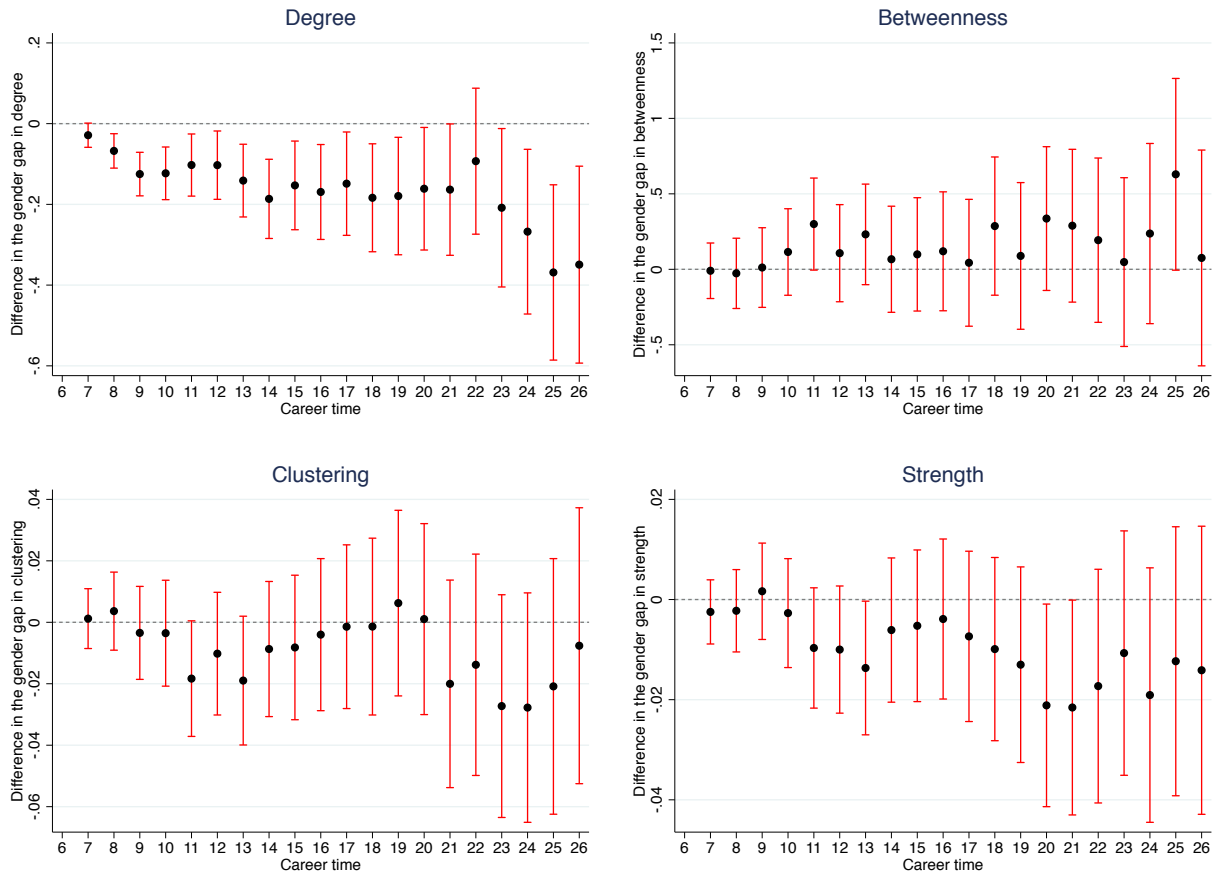 Degree
Difference in the gender gap in degree
.2
0
-.2
-.4
-.6
6 7 8 9 10 11 12 13 14 15 16 17 18 19 20 21 22 23 24 25 26
Career time
Betweenness
Difference in the gender gap in betweenness
1.5
1
.5
0
-.5
6 7 8 9 10 11 12 13 14 15 16 17 18 19 20 21 22 23 24 25 26
Career time
Clustering
Difference in the gender gap in clustering
.04
.02
0
-.02
-.04
-.06
6 7 8 9 10 11 12 13 14 15 16 17 18 19 20 21 22 23 24 25 26
Career time
Strength
Difference in the gender gap in strength
.02
0
-.02
-.04
6 7 8 9 10 11 12 13 14 15 16 17 18 19 20 21 22 23 24 25 26
Career time